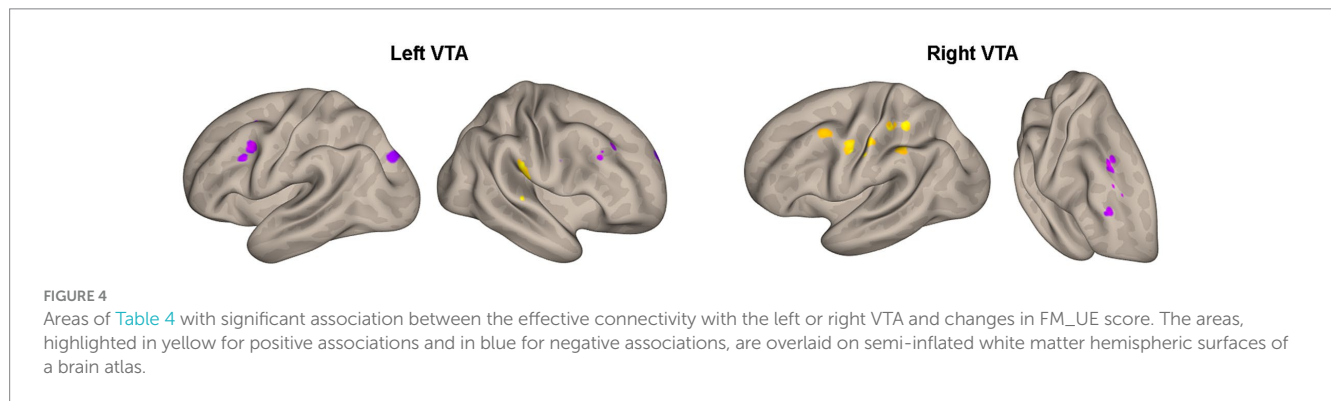 Left VTA
Right VTA
FIGURE 4
Areas of Table 4 with significant association between the effective connectivity with the left or right VTA and changes in FM_UE score. The areas,
highlighted in yellow for positive associations and in blue for negative associations, are overlaid on semi-inflated white matter hemispheric surfaces of
a brain atlas.